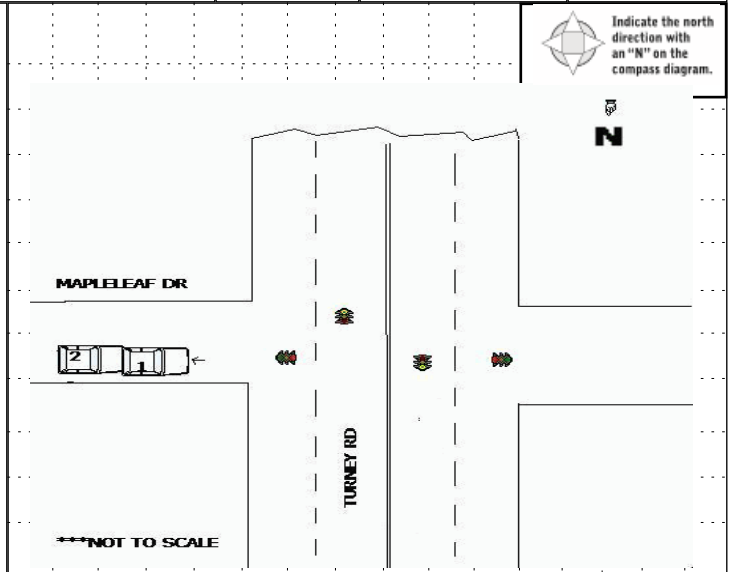 Indicate the north
direction with
an "N" on the
compass diagram.
N
MAPLELEAF DR
2
1
TURNEY RD
***NOT TO SCALE